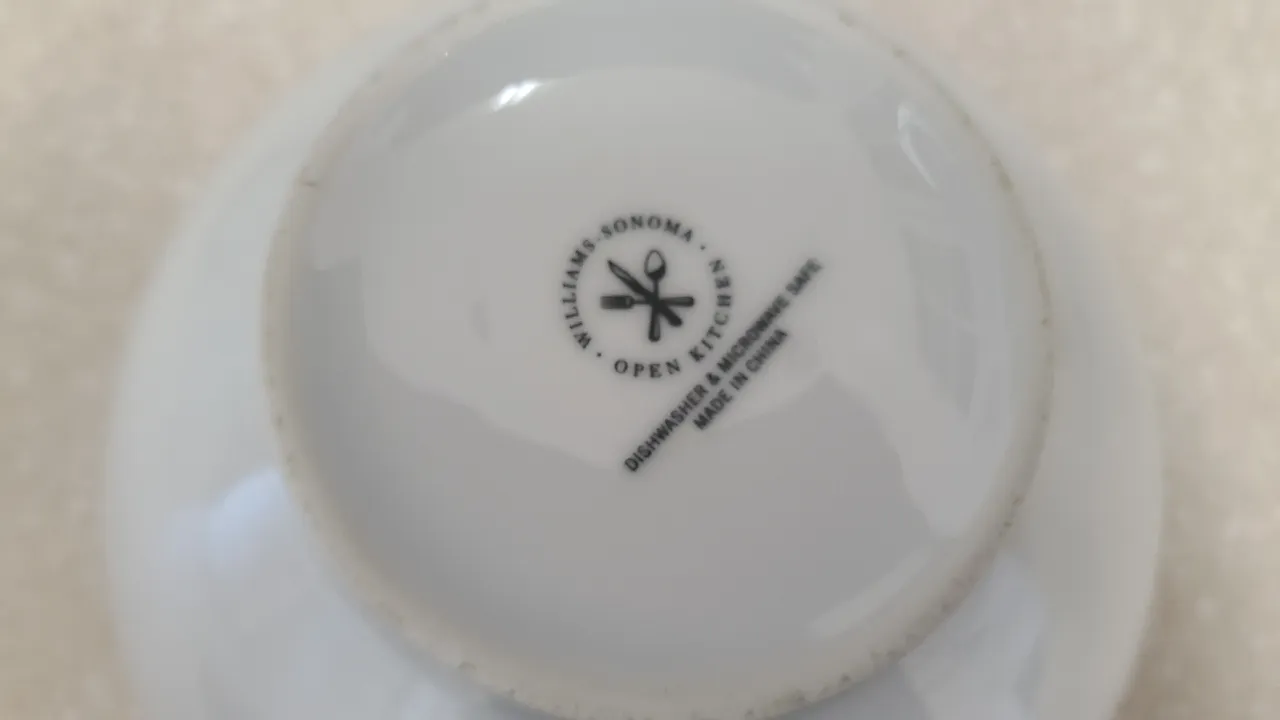 WILLIAMS-SONOMA · OPEN KITCHEN ·
DISHWASHER & MICROWAVE SAFE
MADE IN CHINA